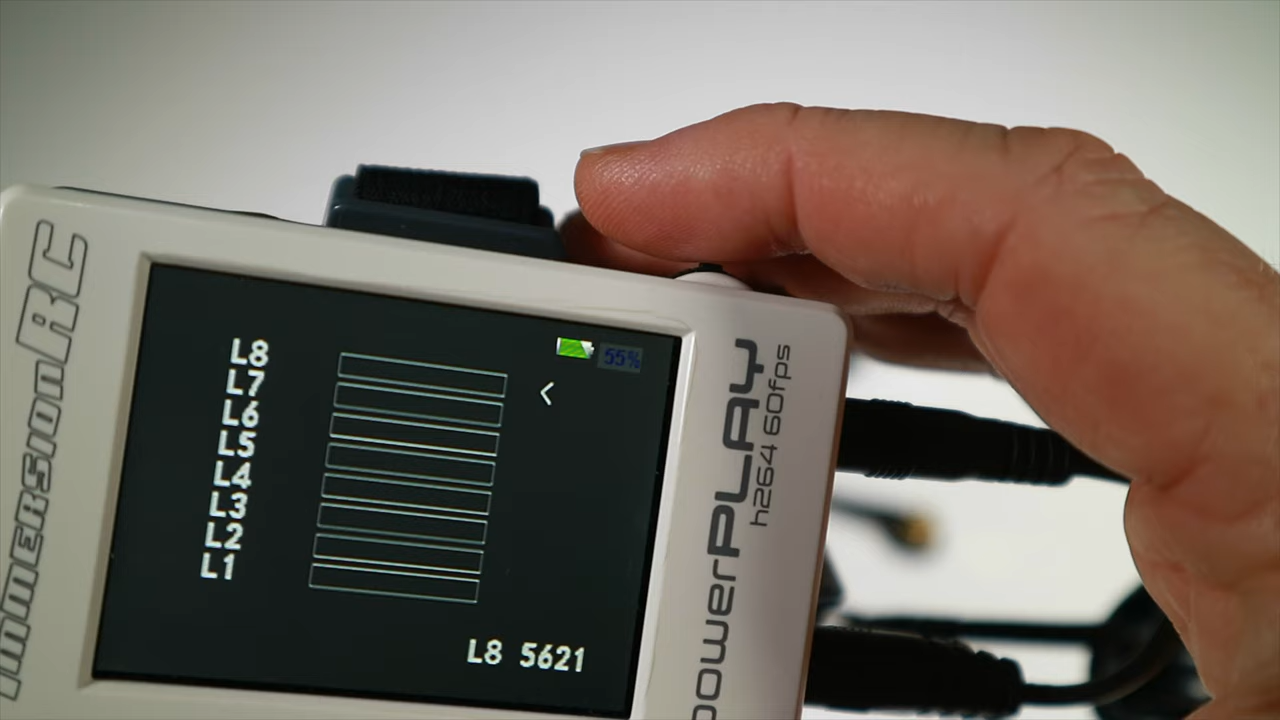 ImmersionRC
55%
L8
<
L7
L6
L5
L4
L3
L2
L1
L8 5621
powerPLAY
h264 60fps